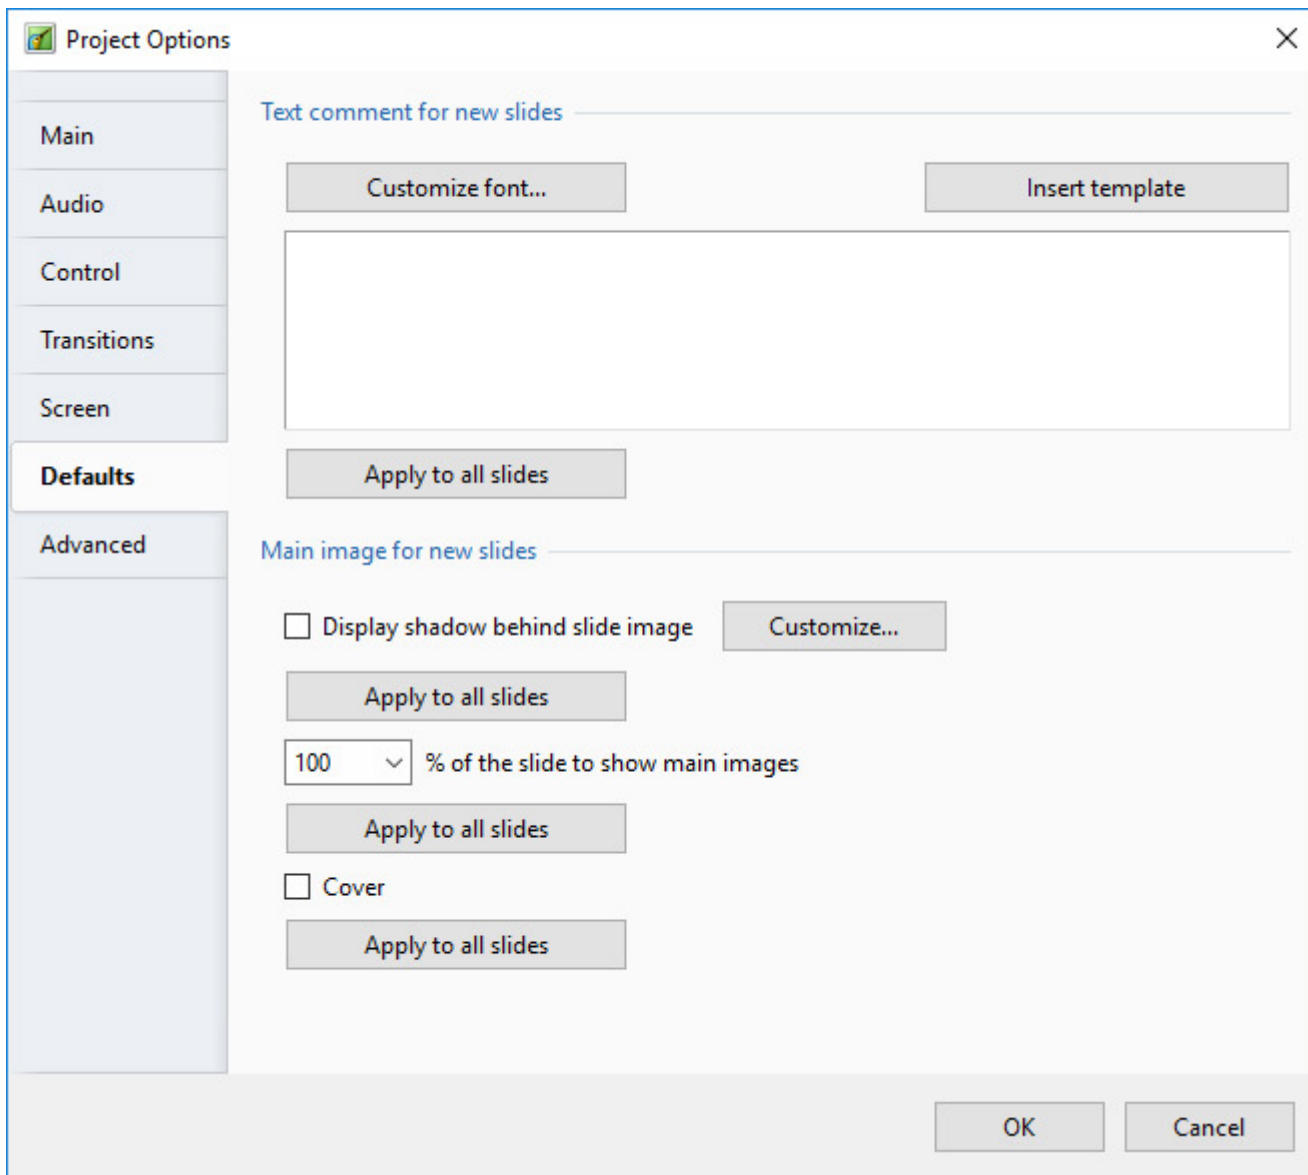 Project Options
Main
Audio
Control
Transitions
Screen
Defaults
Advanced
Text comment for new slides
Customize font...
Insert template
Apply to all slides
Main image for new slides
Display shadow behind slide image
Customize...
Apply to all slides
100
% of the slide to show main images
Apply to all slides
Cover
Apply to all slides
OK
Cancel